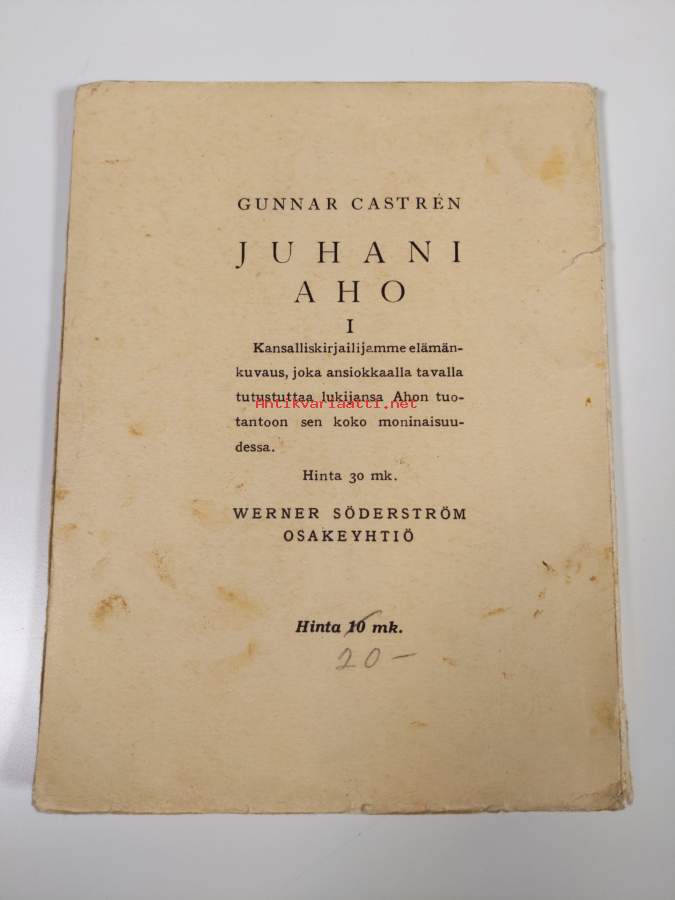 GUNNAR CASTRÉN
JUHANI
AHO
I
Kansalliskirjailijamme elämän-
kuvaus, joka ansiokkaalla tavalla
tutustuttaa lukijansa Ahon tuo-
Antikvariaatti.net
tantoon sen koko moninaisuu-
dessa.
Hinta 30 mk.
WERNER SÖDERSTRÖM
OSAKEYHTIÖ
Hinta 10 mk.
20 —